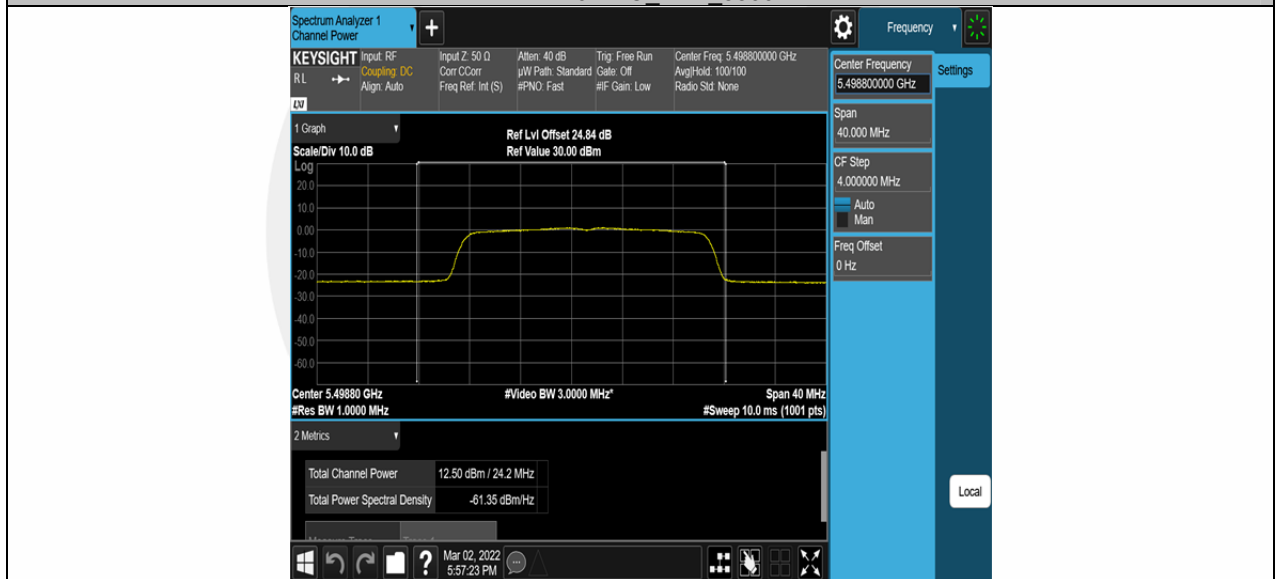 Spectrum Analyzer 1
Channel Power
+
Frequency
KEYSIGHT
RL
LXI
Input: RF
Coupling: DC
Align: Auto
Input Z: 50 Ω
Corr CCorr
Freq Ref: Int (S)
Atten: 40 dB
µW Path: Standard
#PNO: Fast
Trig: Free Run
Gate: Off
#IF Gain: Low
Center Freq: 5.498800000 GHz
Avg|Hold: 100/100
Radio Std: None
Center Frequency
5.498800000 GHz
Settings
Span
40.000 MHz
CF Step
4.000000 MHz
Auto
Man
Freq Offset
0 Hz
Local
1 Graph
Scale/Div 10.0 dB
Ref Lvl Offset 24.84 dB
Ref Value 30.00 dBm
Log
20.0
10.0
0.00
-10.0
-20.0
-30.0
-40.0
-50.0
-60.0
Center 5.49880 GHz
#Res BW 1.0000 MHz
#Video BW 3.0000 MHz*
Span 40 MHz
#Sweep 10.0 ms (1001 pts)
2 Metrics
Total Channel Power 12.50 dBm / 24.2 MHz
Total Power Spectral Density -61.35 dBm/Hz
?
Mar 02, 2022
5:57:23 PM